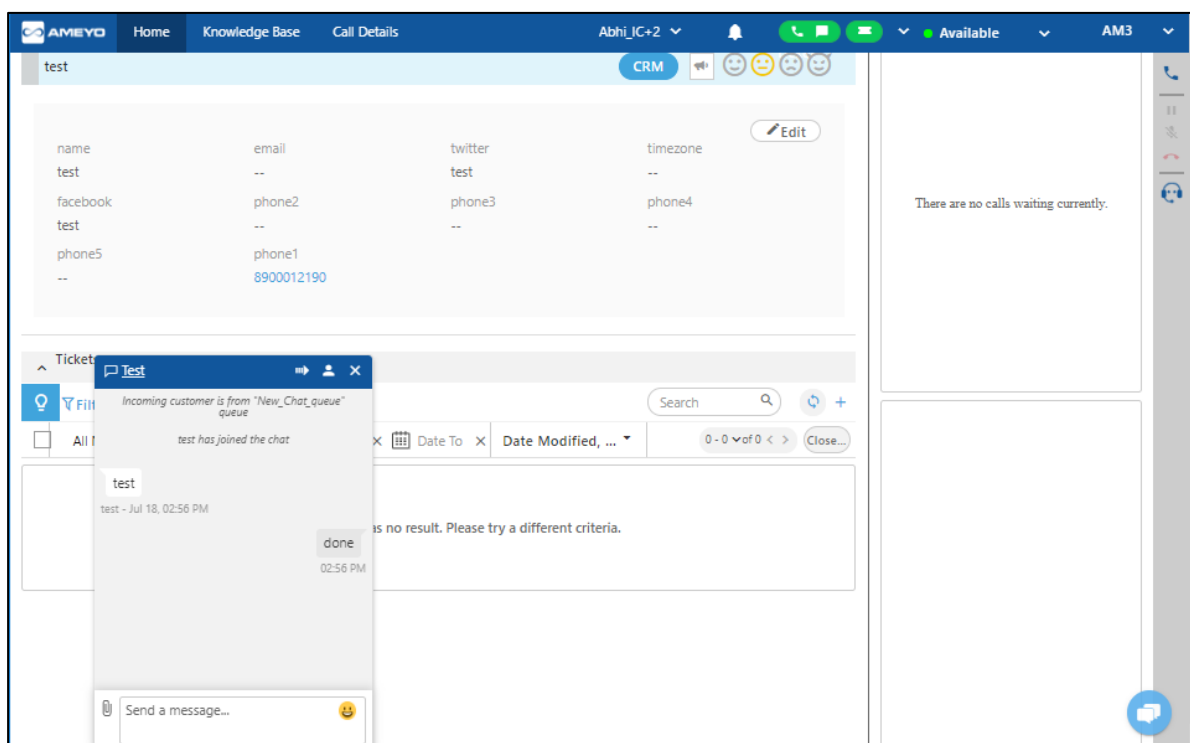 AMEYO Home Knowledge Base Call Details Abhi_IC+2 Available AM3
test CRM
Edit
name email twitter timezone
test -- test --
facebook phone2 phone3 phone4
test -- -- --
phone5 phone1
-- 8900012190
There are no calls waiting currently.
Ticket
Test
Filt Search
Incoming customer is from "New_Chat_queue"
queue
All Date To Date Modified, ... 0 - 0 of 0 < > Close...
test has joined the chat
test
test - Jul 18, 02:56 PM
as no result. Please try a different criteria.
done
02:56 PM
Send a message...